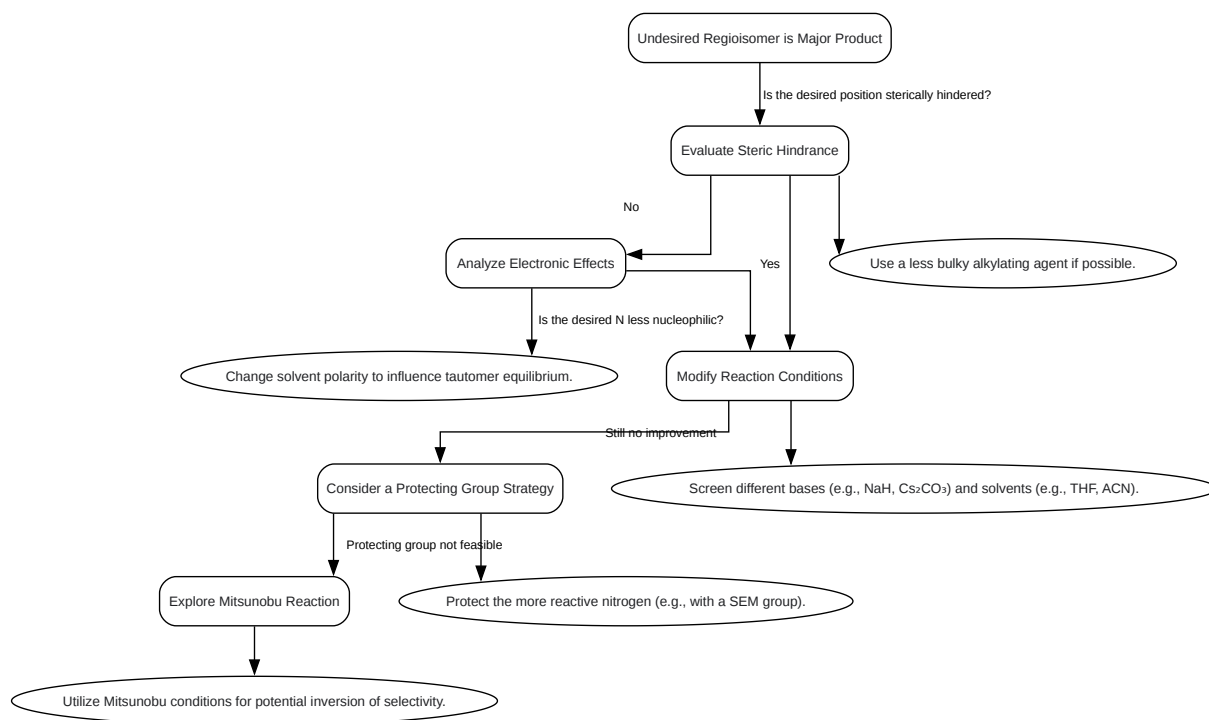 Undesired Regioisomer is Major Product
Is the desired position sterically hindered?
Evaluate Steric Hindrance
No
Analyze Electronic Effects
Yes
Use a less bulky alkylating agent if possible.
Is the desired N less nucleophilic?
Change solvent polarity to influence tautomer equilibrium.
Modify Reaction Conditions
Still no improvement
Consider a Protecting Group Strategy
Screen different bases (e.g., NaH, Cs₂CO₃) and solvents (e.g., THF, ACN).
Protecting group not feasible
Explore Mitsunobu Reaction
Protect the more reactive nitrogen (e.g., with a SEM group).
Utilize Mitsunobu conditions for potential inversion of selectivity.